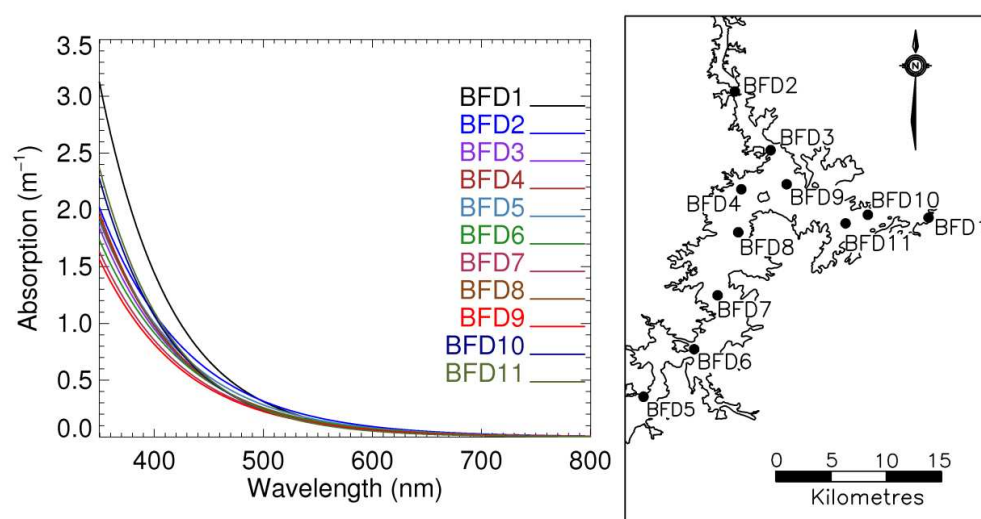 3.5
3.0
2.5
2.0
1.5
1.0
0.5
0.0
Absorption (m⁻¹)
400 500 600 700 800
Wavelength (nm)
BFD1
BFD2
BFD3
BFD4
BFD5
BFD6
BFD7
BFD8
BFD9
BFD10
BFD11
N
BFD2
BFD3
BFD4
BFD9
BFD10
BFD1
BFD11
BFD8
BFD7
BFD6
BFD5
0 5 10 15
Kilometres